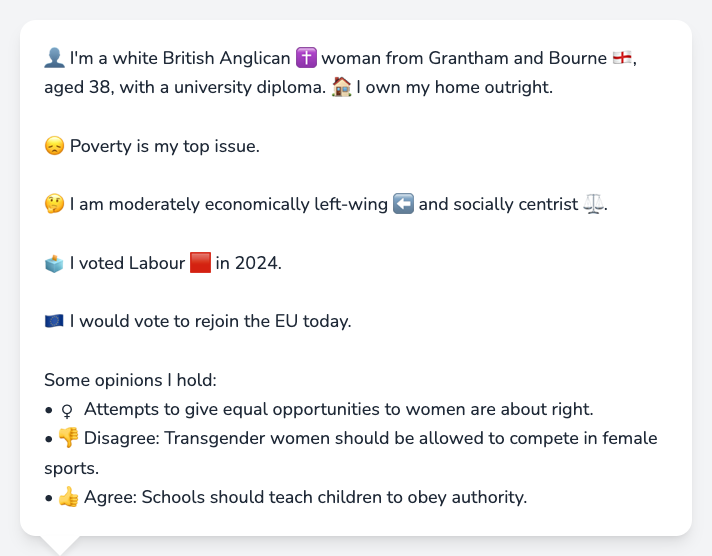 👤 I'm a white British Anglican ✝️ woman from Grantham and Bourne 🏴󠁧󠁢󠁥󠁮󠁧󠁿,
aged 38, with a university diploma. 🏠 I own my home outright.
😞 Poverty is my top issue.
🤔 I am moderately economically left-wing ⬅️ and socially centrist ⚖️.
🗳️ I voted Labour 🟥 in 2024.
🇪🇺 I would vote to rejoin the EU today.
Some opinions I hold:
• ♀ Attempts to give equal opportunities to women are about right.
• 👎 Disagree: Transgender women should be allowed to compete in female
sports.
• 👍 Agree: Schools should teach children to obey authority.